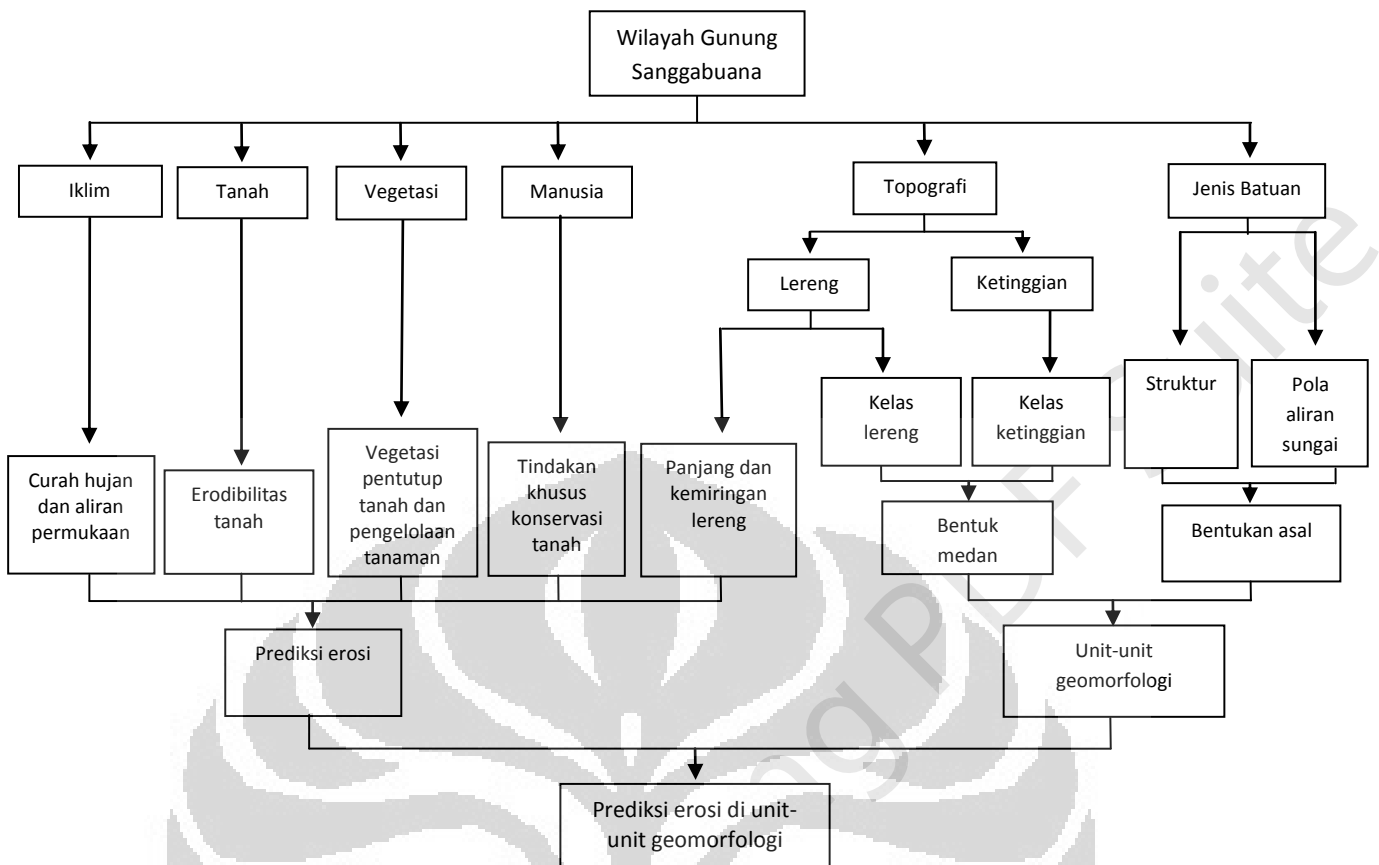 Wilayah Gunung
Sanggabuana
Iklim
Tanah
Vegetasi
Manusia
Topografi
Jenis Batuan
Lereng
Ketinggian
Kelas
lereng
Kelas
ketinggian
Struktur
Pola
aliran
sungai
Curah hujan
dan aliran
permukaan
Erodibilitas
tanah
Vegetasi
pentutup
tanah dan
pengelolaan
tanaman
Tindakan
khusus
konservasi
tanah
Panjang dan
kemiringan
lereng
Bentuk
medan
Bentukan asal
Prediksi erosi
Unit-unit
geomorfologi
Prediksi erosi di unit-
unit geomorfologi